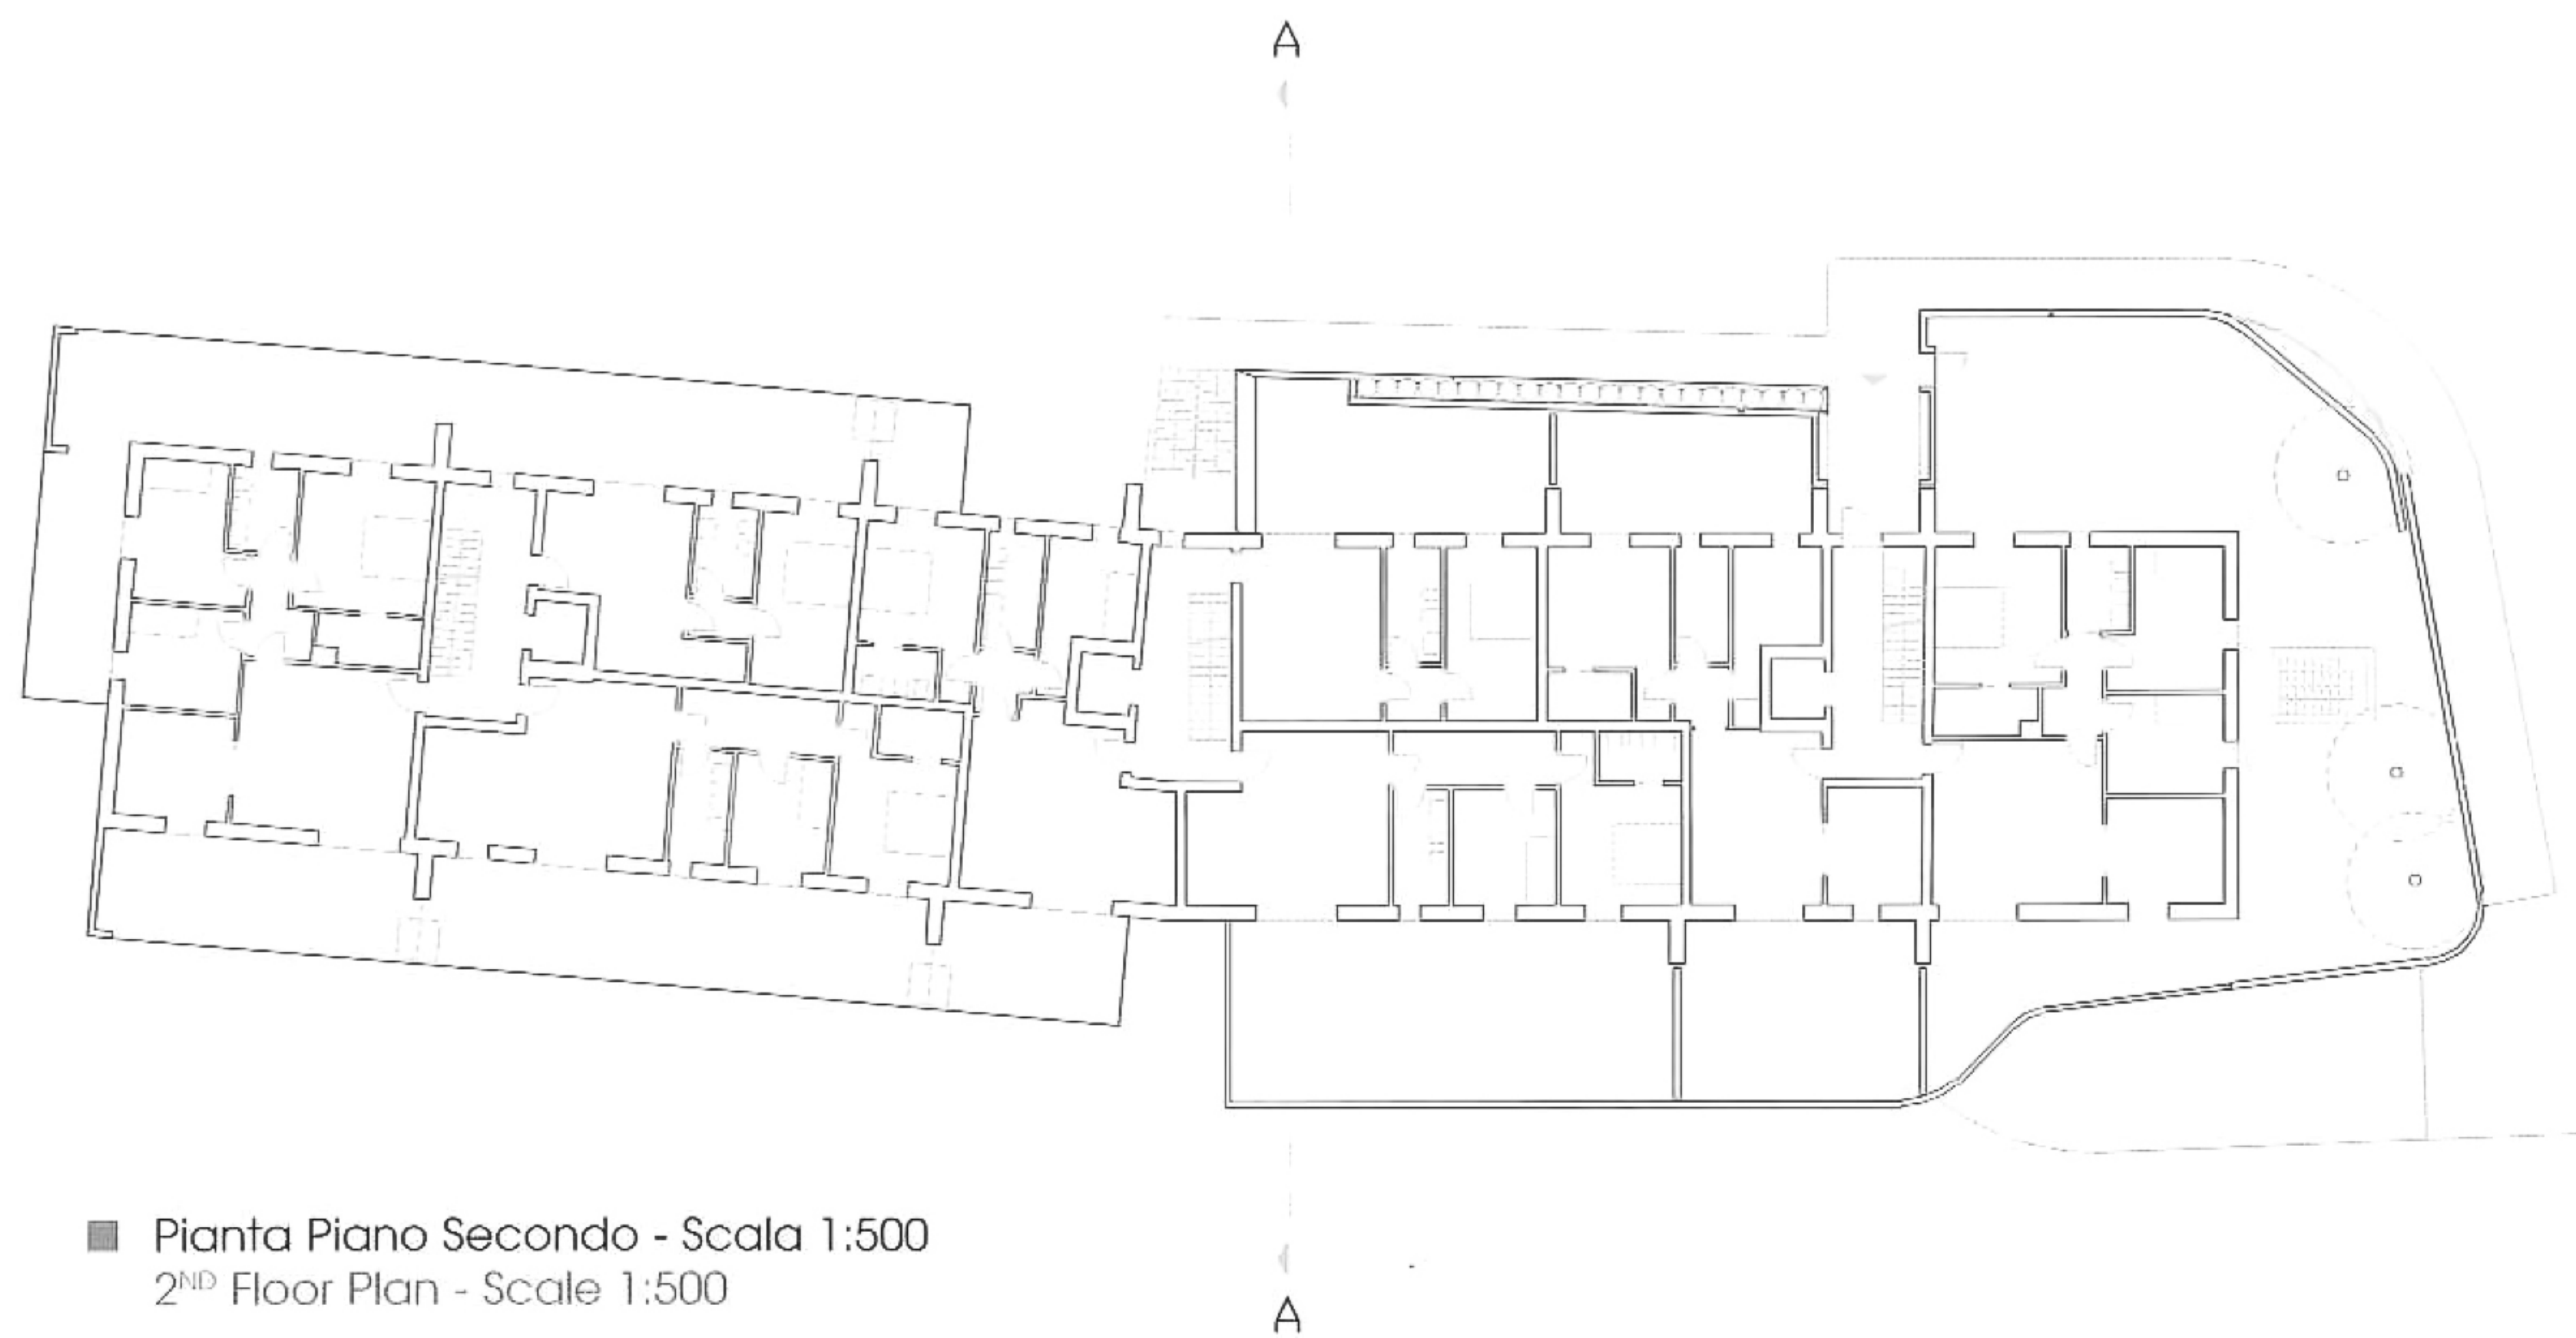 A
Pianta Piano Secondo - Scala 1:500
2ND Floor Plan - Scale 1:500
A